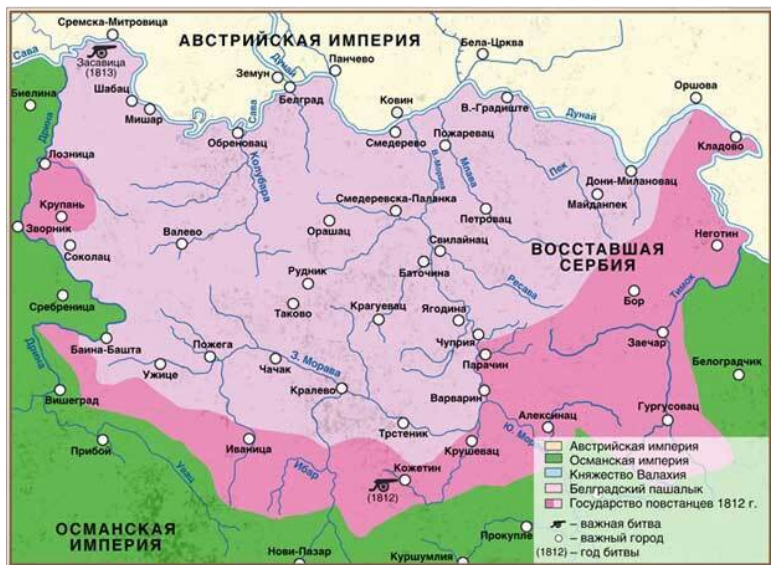 Сремска-Митровица
АВСТРИЙСКАЯ ИМПЕРИЯ
Бела-Црква
Сава
Засавица
(1813)
Дунай
Панчево
Земун
Белград
Биелина
Шабац
Мишар
Сава
Ковин
В.-Градиште
Дунай
Оршова
Дрина
Обреновац
Смедерево
Пожаревац
Кладово
Лозница
Колубара
В. Морава
Млава
Пек
Дони-Милановац
Майданпек
Крупань
Смедеревска-Паланка
Петровац
Зворник
Соколац
Валево
Орашац
Свилайнац
ВОССТАВШАЯ
СЕРБИЯ
Неготин
Рудник
Баточина
Ресава
Тимок
Сребреница
Таково
Крагуевац
Ягодина
Бор
Дрина
Баина-Башта
Пожега
З. Морава
Чуприя
Заечар
Ужице
Чачак
Парачин
Белоградчик
Вишеград
Кралево
Варварин
Алексинац
Гургусовац
Прибой
Увац
Иваница
Ибар
Трстеник
Крушевац
Ю. Мор
Кожетин
(1812)
ОСМАНСКАЯ
ИМПЕРИЯ
Нови-Пазар
Куршумлия
Прокупле
Австрийская империя
Османская империя
Княжество Валахия
Белградский пашалык
Государство повстанцев 1812 г.
– важная битва
– важный город
(1812) – год битвы